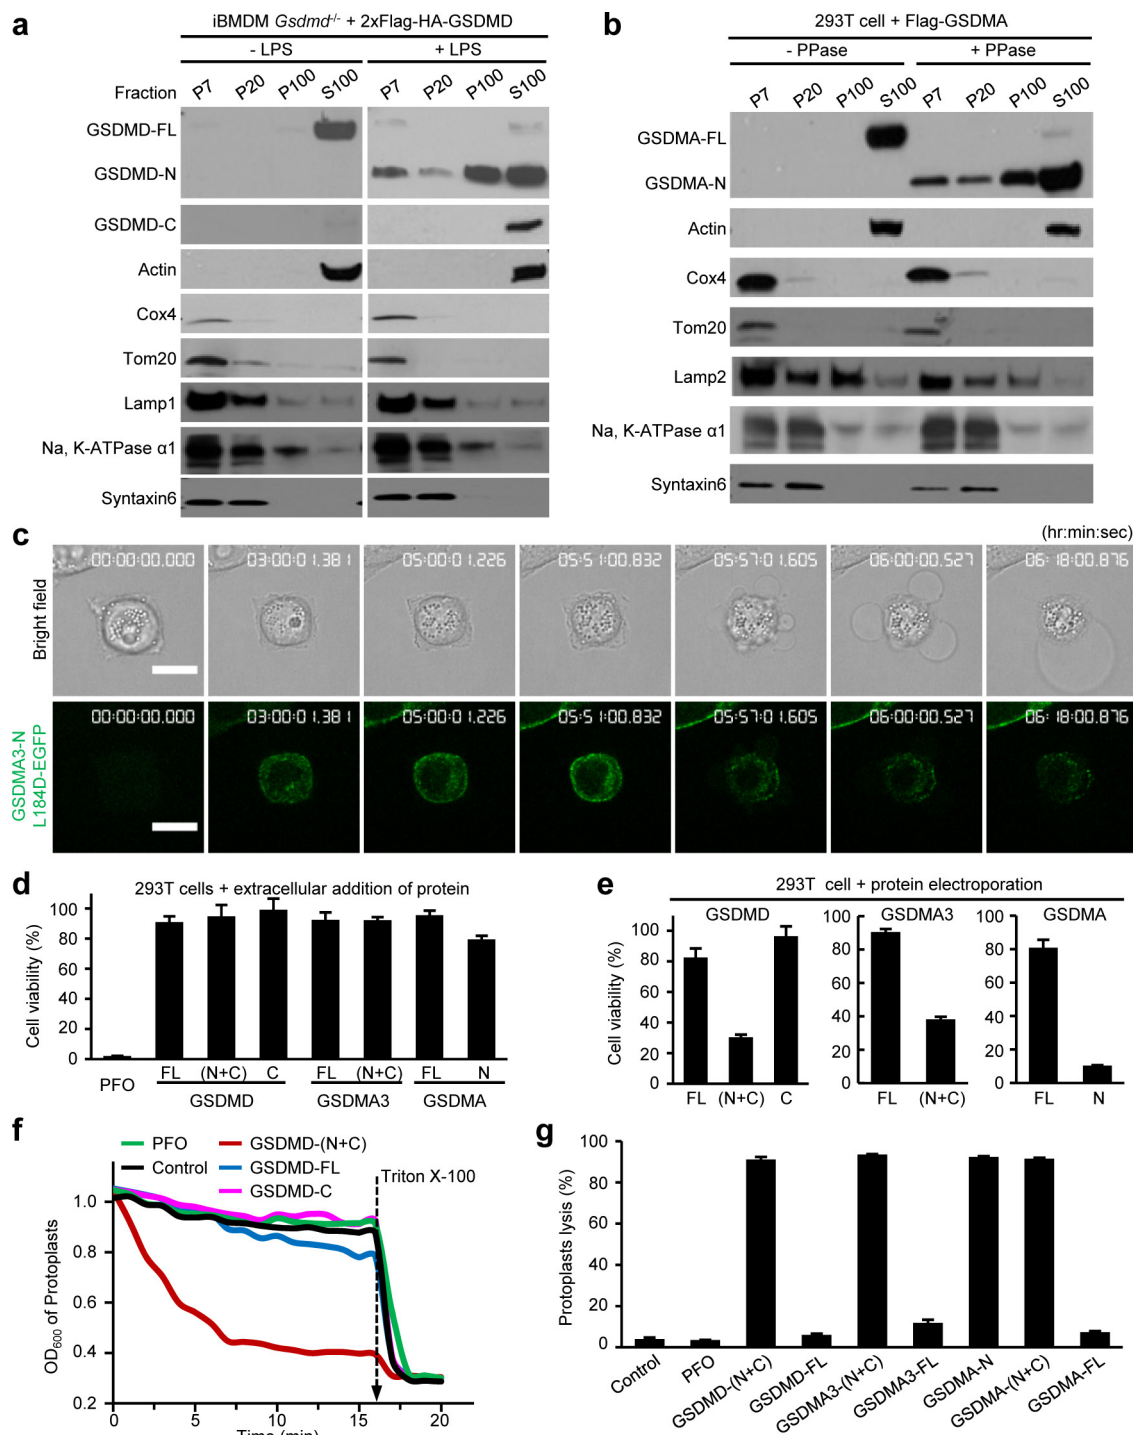 a
iBMDM Gsdmd-/- + 2xFlag-HA-GSDMD
- LPS
+ LPS
Fraction P7 P20 P100 S100 P7 P20 P100 S100
GSDMD-FL
GSDMD-N
GSDMD-C
Actin
Cox4
Tom20
Lamp1
Na, K-ATPase α1
Syntaxin6
b
293T cell + Flag-GSDMA
- PPase
+ PPase
P7 P20 P100 S100 P7 P20 P100 S100
GSDMA-FL
GSDMA-N
Actin
Cox4
Tom20
Lamp2
Na, K-ATPase α1
Syntaxin6
c
(hr:min:sec)
Bright field
00:00:00.000 03:00:01.381 05:00:01.226 05:51:00.832 05:57:01.605 06:00:00.527 06:18:00.876
GSDMA3-N
L184D-EGFP
00:00:00.000 03:00:01.381 05:00:01.226 05:51:00.832 05:57:01.605 06:00:00.527 06:18:00.876
d
293T cells + extracellular addition of protein
Cell viability (%)
100
80
60
40
20
0
PFO FL (N+C) C FL (N+C) FL N
GSDMD GSDMA3 GSDMA
e
293T cell + protein electroporation
GSDMD GSDMA3 GSDMA
Cell viability (%)
100
80
60
40
20
0
FL (N+C) C
100
80
60
40
20
0
FL (N+C)
100
80
60
40
20
0
FL N
f
PFO
Control
GSDMD-(N+C)
GSDMD-FL
GSDMD-C
Triton X-100
OD600 of Protoplasts
1.0
0.8
0.6
0.4
0.2
0 5 10 15 20
Time (min)
g
Protoplasts lysis (%)
100
80
60
40
20
0
Control PFO GSDMD-(N+C) GSDMD-FL GSDMA3-(N+C) GSDMA3-FL GSDMA-N GSDMA-(N+C) GSDMA-FL